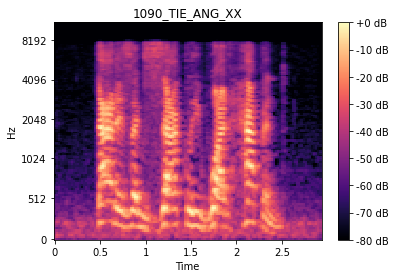 1090_TIE_ANG_XX
8192
4096
2048
1024
512
0
Hz
0
0.5
1
1.5
2
2.5
Time
+0 dB
-10 dB
-20 dB
-30 dB
-40 dB
-50 dB
-60 dB
-70 dB
-80 dB